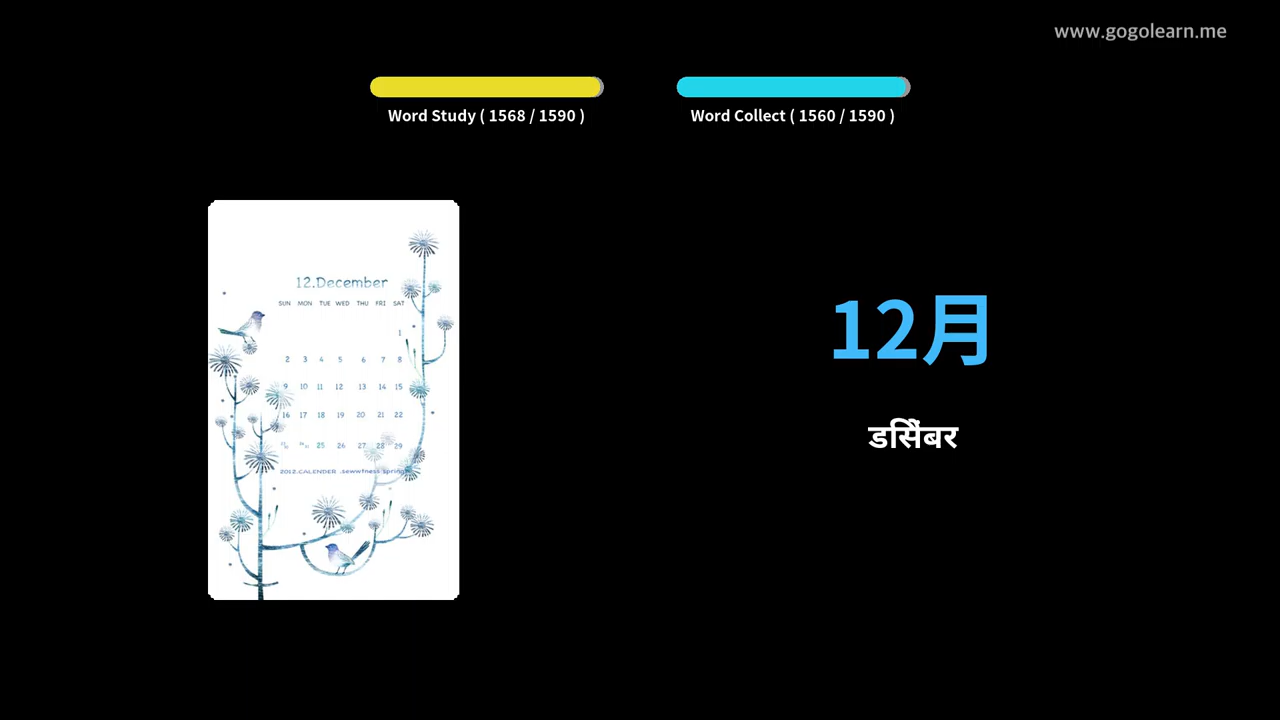 www.gogolearn.me
Word Study ( 1568 / 1590 )
Word Collect ( 1560 / 1590 )
12.December
SUN MON TUE WED THU FRI SAT
1
2 3 4 5 6 7 8
9 10 11 12 13 14 15
16 17 18 19 20 21 22
25 26 27 28 29
2012.CALENDER
12月
डिसेंबर